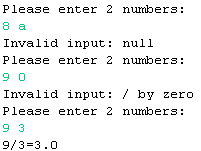 Please enter 2 numbers:
8 a
Invalid input: null
Please enter 2 numbers:
9 0
Invalid input: / by zero
Please enter 2 numbers:
9 3
9/3=3.0